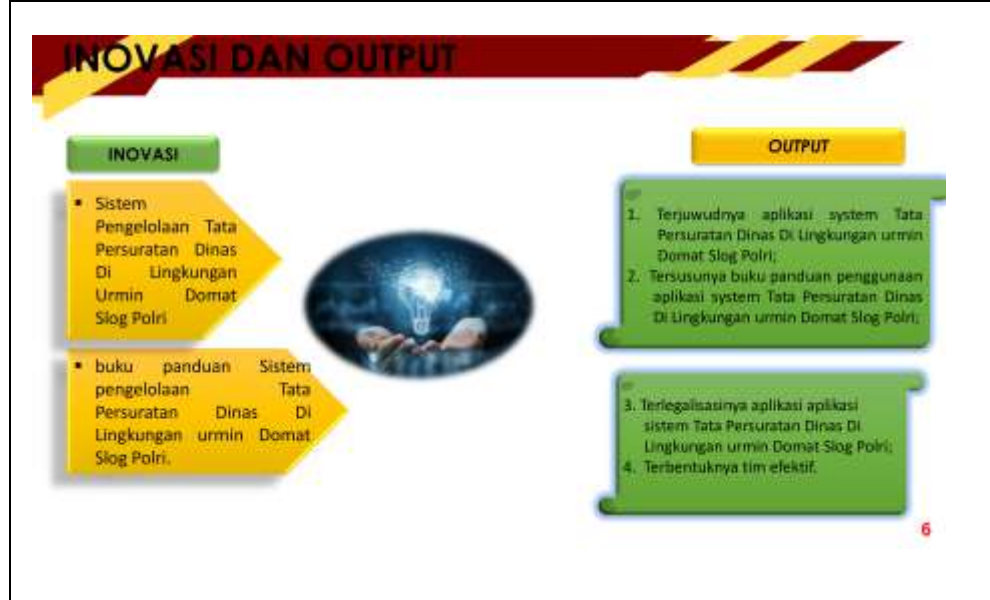 INOVASI DAN OUTPUT
INOVASI
▪ Sistem
Pengelolaan Tata
Persuratan Dinas
Di Lingkungan
Urmin Domat
Slog Polri
▪ buku panduan Sistem
pengelolaan Tata
Persuratan Dinas Di
Lingkungan urmin Domat
Slog Polri.
OUTPUT
1. Terjuwudnya aplikasi system Tata
Persuratan Dinas Di Lingkungan urmin
Domat Slog Polri;
2. Tersusunya buku panduan penggunaan
aplikasi system Tata Persuratan Dinas
Di Lingkungan urmin Domat Slog Polri;
3. Terlegalisasinya aplikasi aplikasi
sistem Tata Persuratan Dinas Di
Lingkungan urmin Domat Slog Polri;
4. Terbentuknya tim efektif.
6